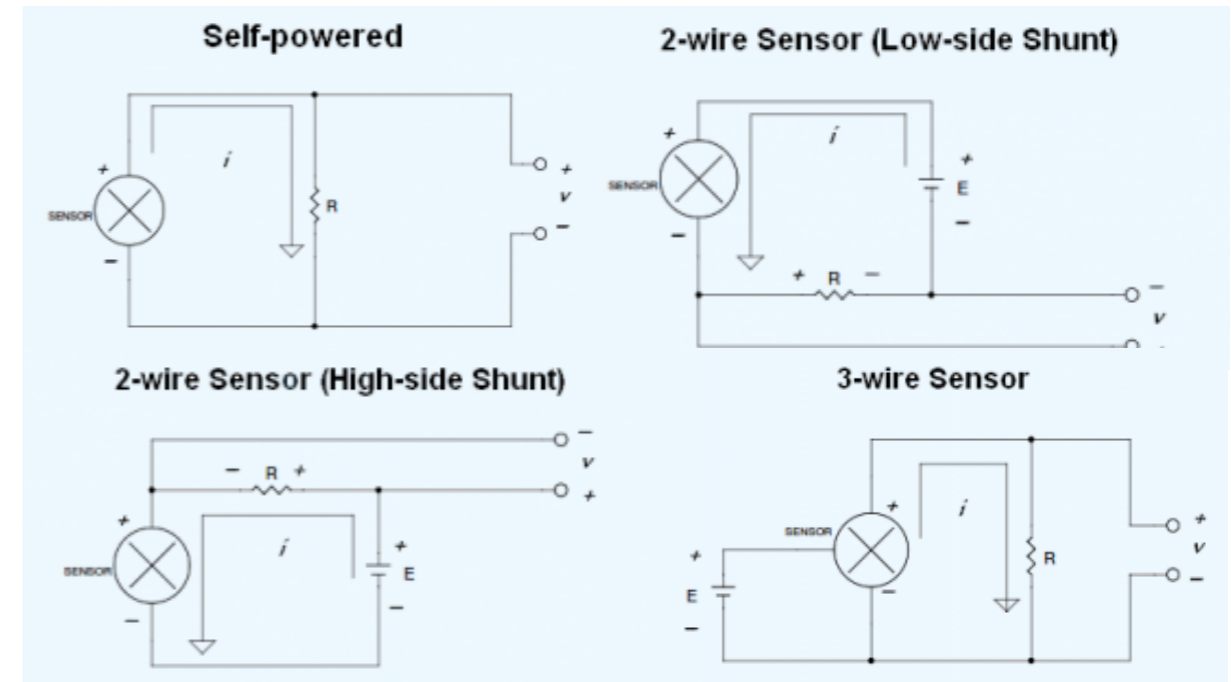 Self-powered
2-wire Sensor (Low-side Shunt)
i
+
SENSOR
−
R
+
v
−
i
+
SENSOR
−
+
E
−
+ R −
−
v
2-wire Sensor (High-side Shunt)
3-wire Sensor
−
v
+
− R +
+
SENSOR
−
i
+
E
−
i
+
SENSOR
−
+
E
−
R
+
v
−